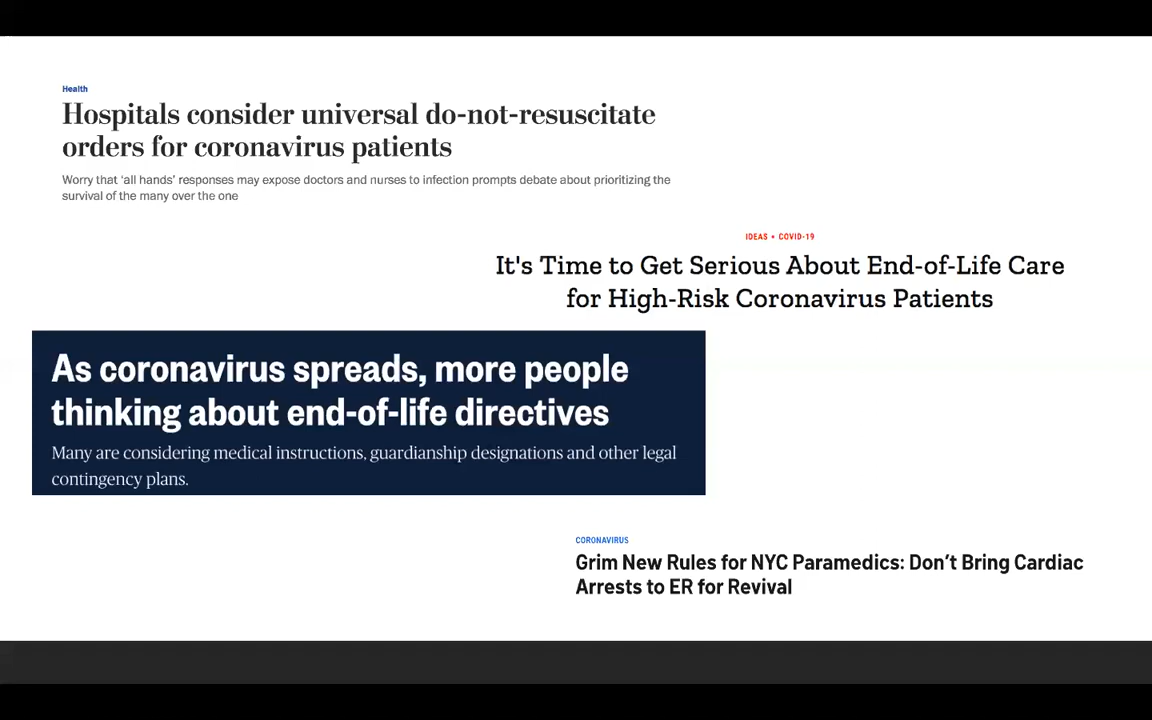 Health
Hospitals consider universal do-not-resuscitate
orders for coronavirus patients
Worry that ‘all hands’ responses may expose doctors and nurses to infection prompts debate about prioritizing the
survival of the many over the one
IDEAS • COVID-19
It's Time to Get Serious About End-of-Life Care
for High-Risk Coronavirus Patients
As coronavirus spreads, more people
thinking about end-of-life directives
Many are considering medical instructions, guardianship designations and other legal
contingency plans.
CORONAVIRUS
Grim New Rules for NYC Paramedics: Don’t Bring Cardiac
Arrests to ER for Revival